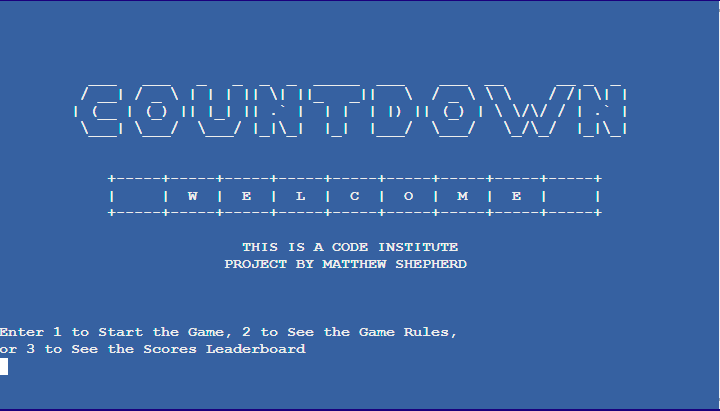 COUNTDOWN
W E L C O M E
THIS IS A CODE INSTITUTE
PROJECT BY MATTHEW SHEPHERD
Enter 1 to Start the Game, 2 to See the Game Rules,
or 3 to See the Scores Leaderboard